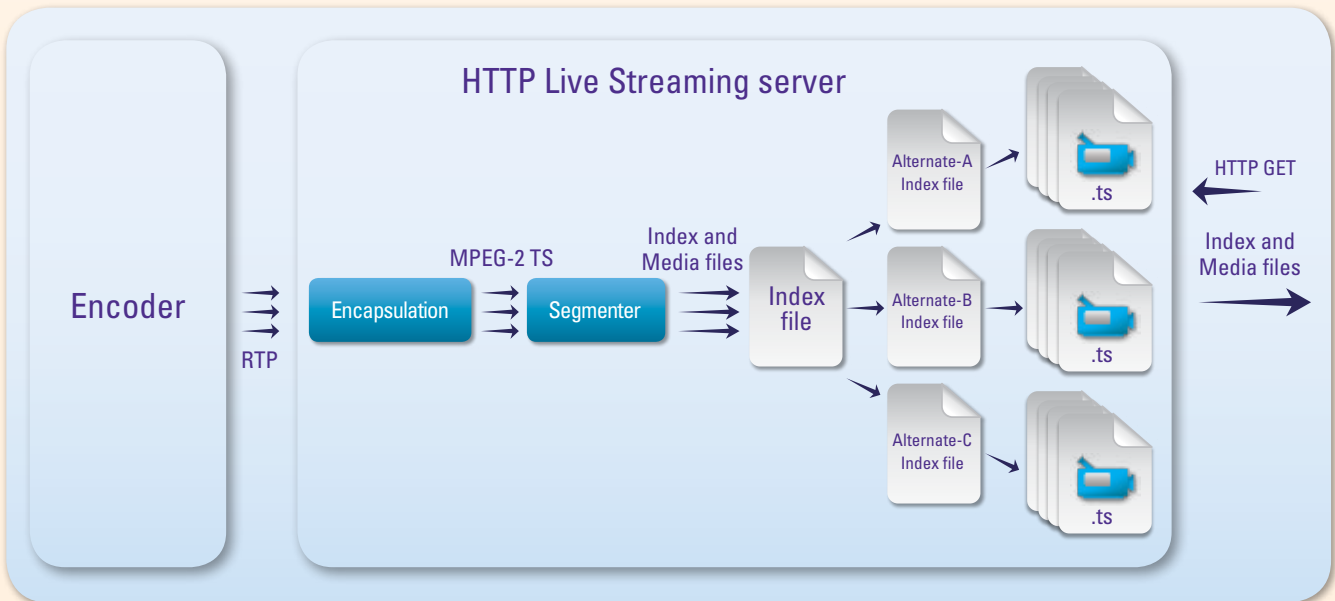 HTTP Live Streaming server
Encoder
RTP
Encapsulation
MPEG-2 TS
Segmenter
Index and
Media files
Index
file
Alternate-A
Index file
.ts
Alternate-B
Index file
.ts
Alternate-C
Index file
.ts
HTTP GET
Index and
Media files